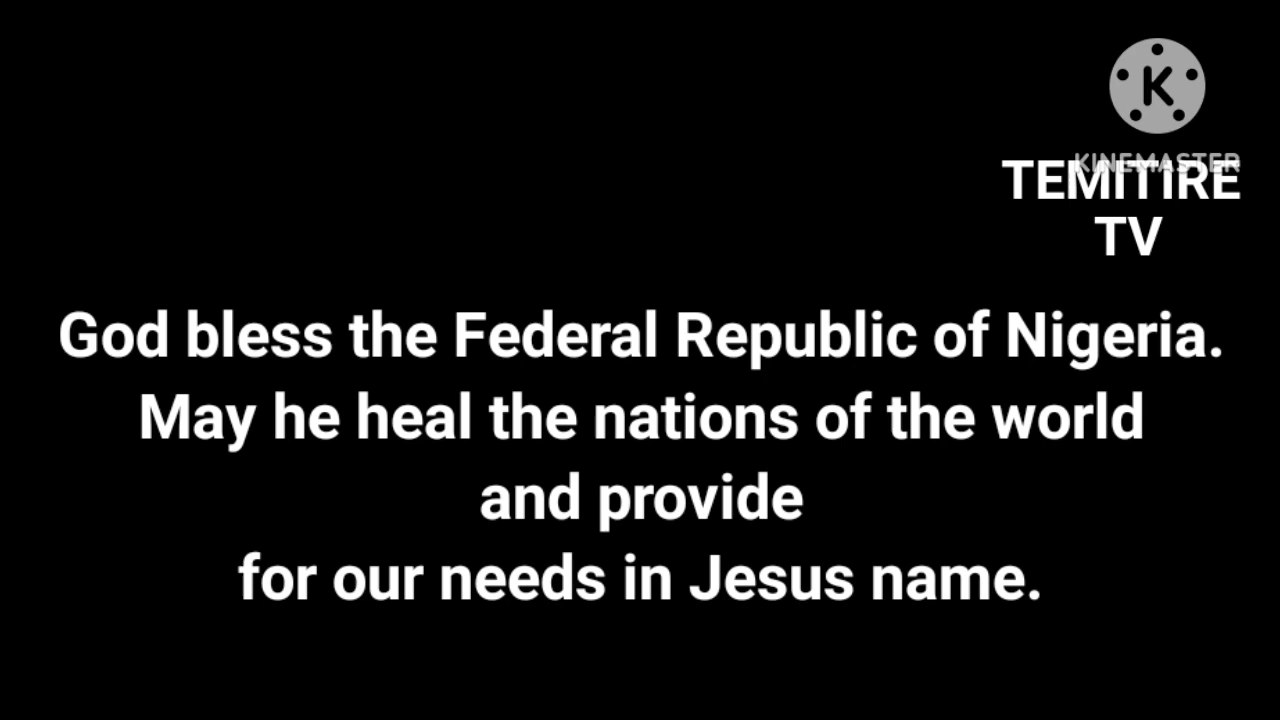 K
KINEMASTER
TEMITIRE
TV
God bless the Federal Republic of Nigeria.
May he heal the nations of the world
and provide
for our needs in Jesus name.